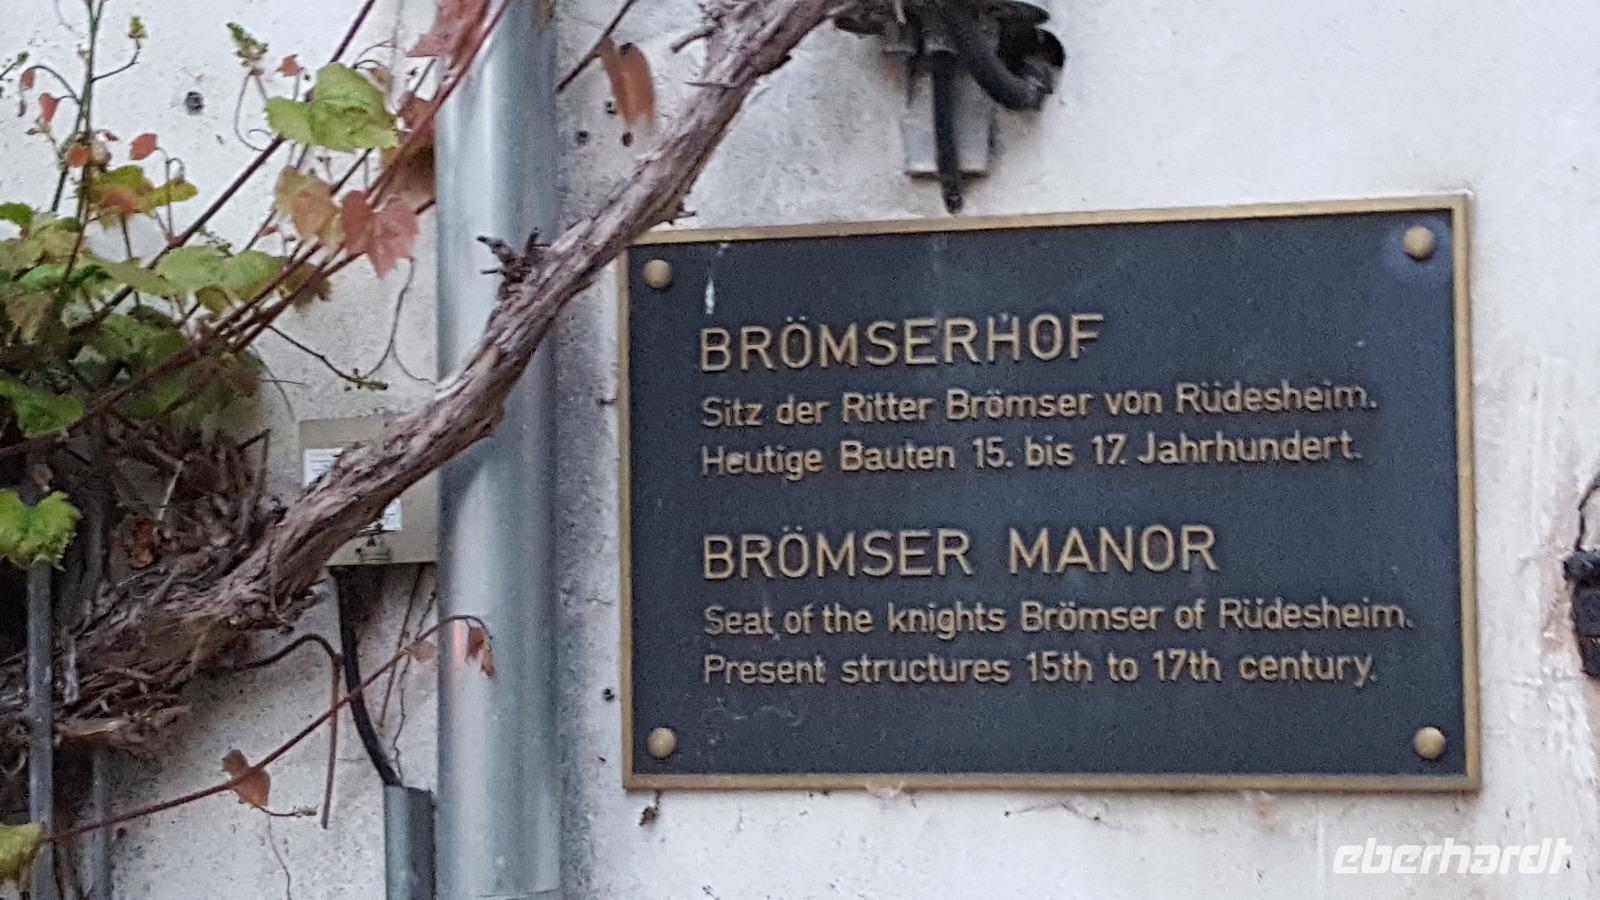 BRÖMSERHOF
Sitz der Ritter Brömser von Rüdesheim.
Heutige Bauten 15. bis 17. Jahrhundert.
BRÖMSER MANOR
Seat of the knights Brömser of Rüdesheim.
Present structures 15th to 17th century.
eberhardt